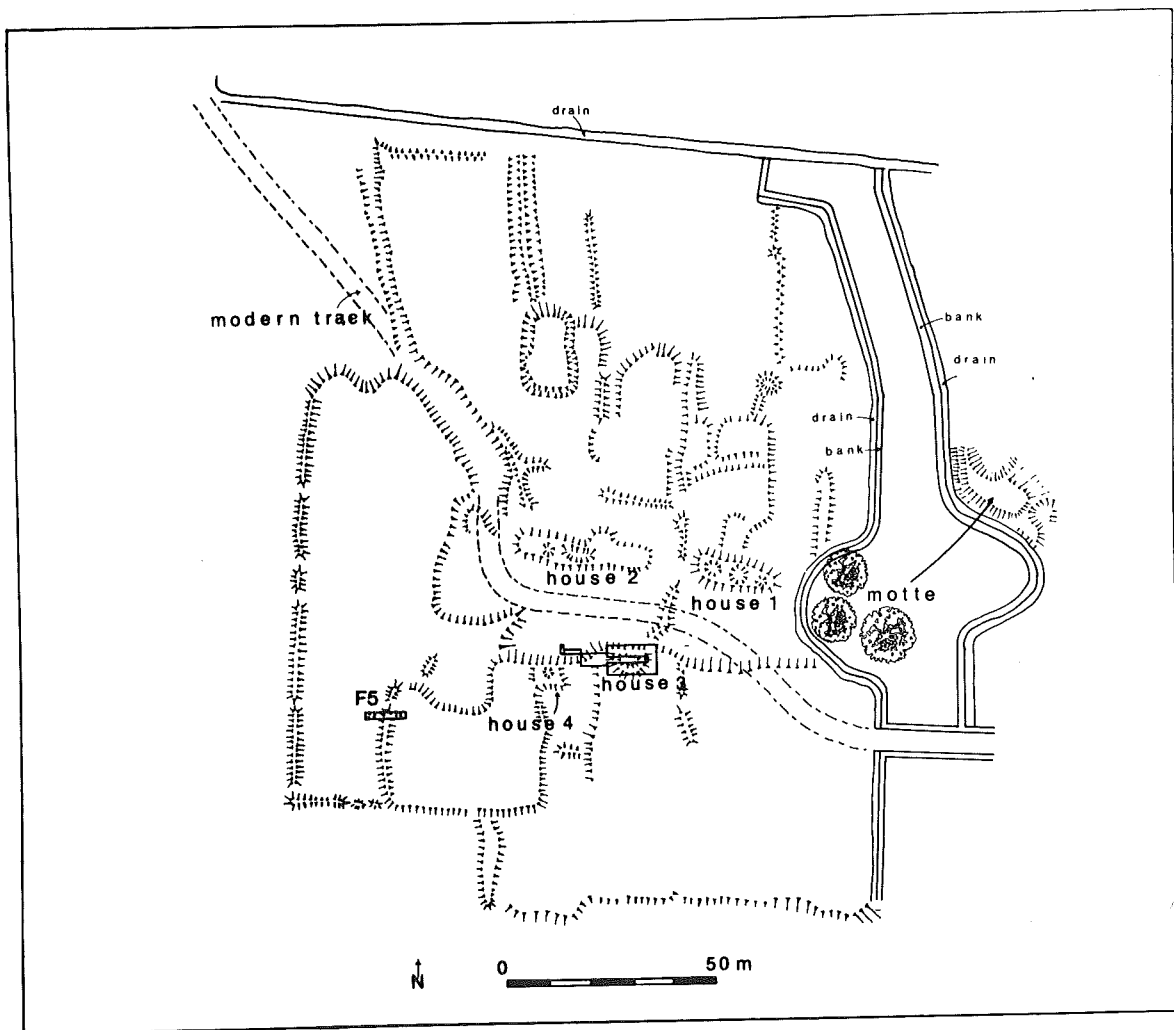 drain
modern track
bank
drain
drain
bank
house 2
house 1
motte
house 3
F5
house 4
N
0 50 m